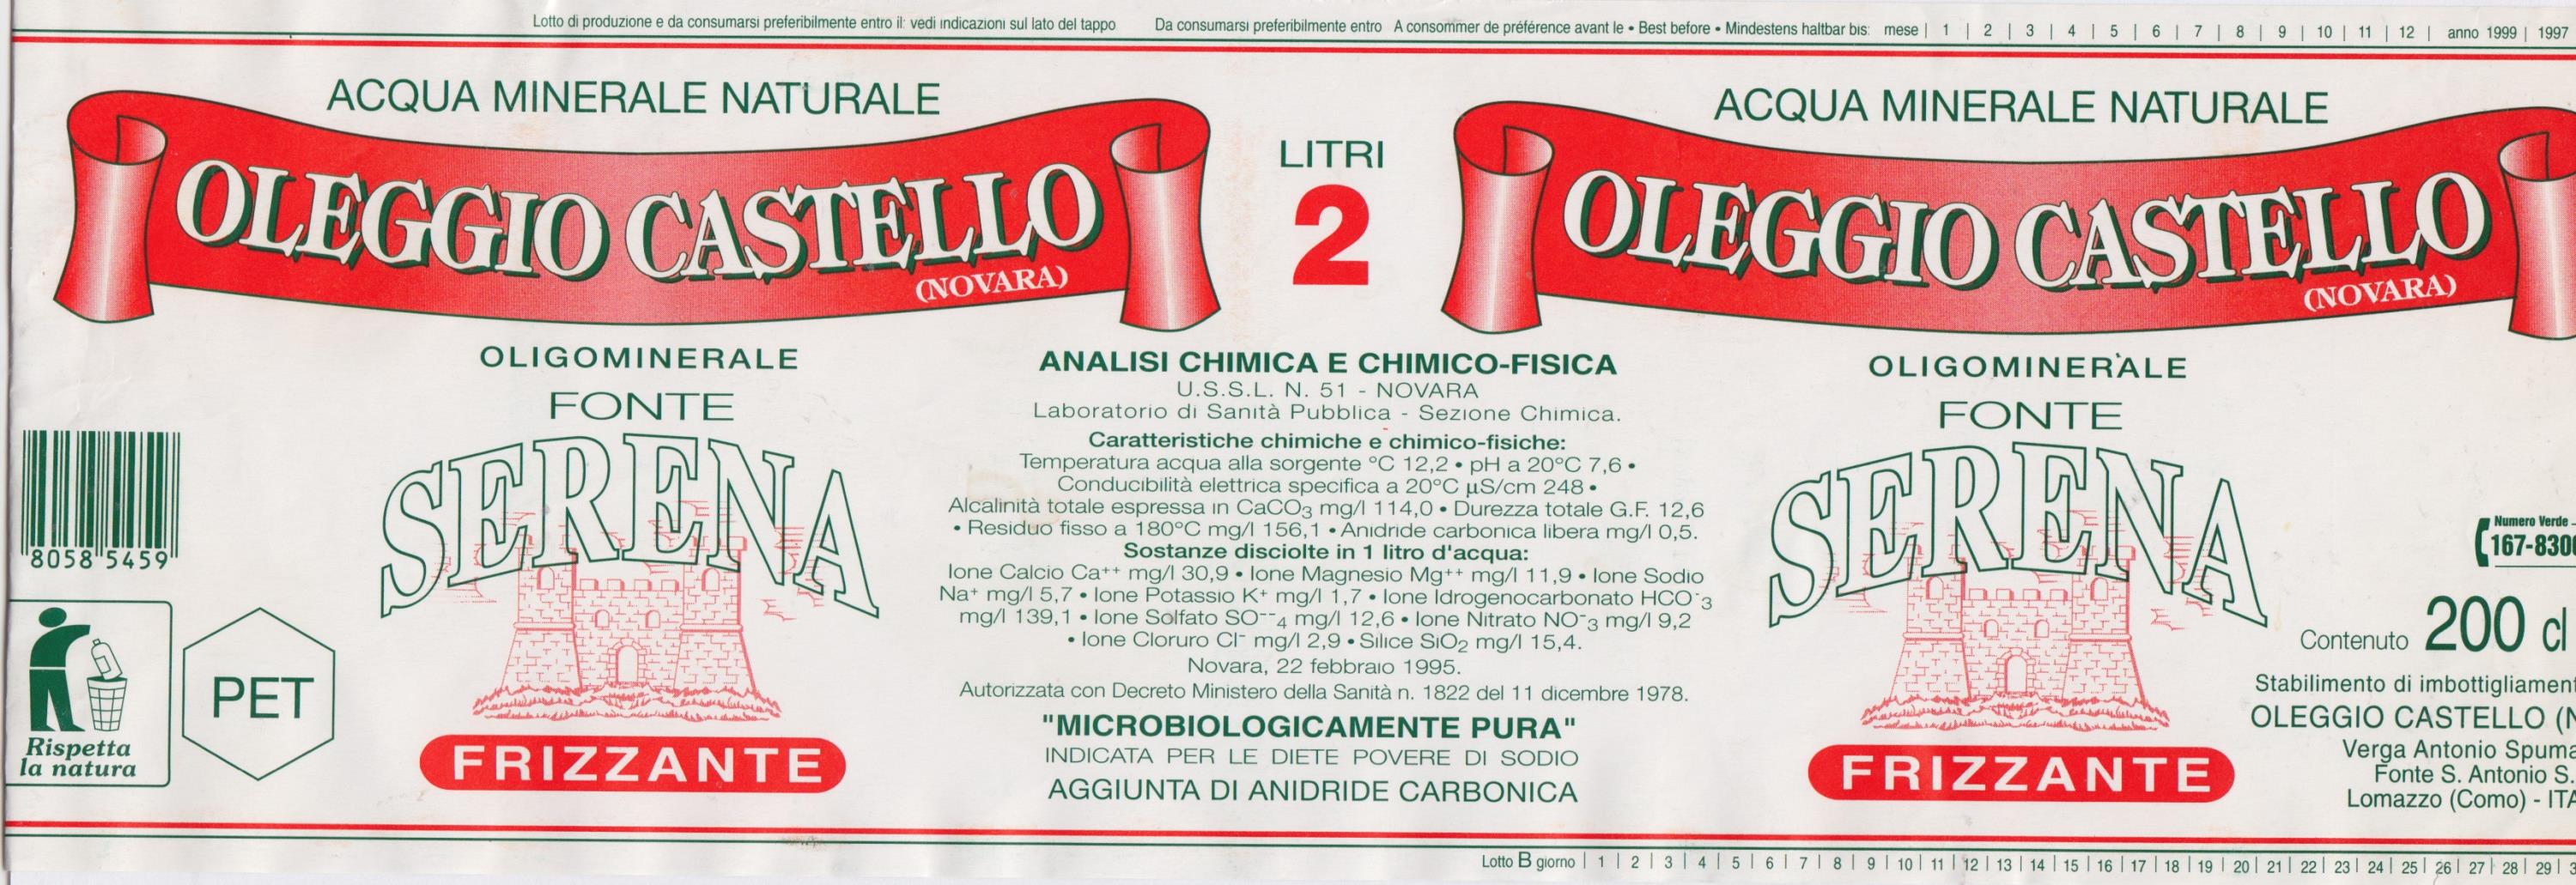 Lotto di produzione e da consumarsi preferibilmente entro il: vedi indicazioni sul lato del tappo
Da consumarsi preferibilmente entro A consommer de préférence avant le • Best before • Mindestens haltbar bis: mese | 1 | 2 | 3 | 4 | 5 | 6 | 7 | 8 | 9 | 10 | 11 | 12 | anno 1999 | 1997
ACQUA MINERALE NATURALE
OLEGGIO CASTELLO
(NOVARA)
OLIGOMINERALE
FONTE
SERENA
FRIZZANTE
8058 5459
Rispetta
la natura
PET
LITRI
2
ANALISI CHIMICA E CHIMICO-FISICA
U.S.S.L. N. 51 - NOVARA
Laboratorio di Sanità Pubblica - Sezione Chimica.
Caratteristiche chimiche e chimico-fisiche:
Temperatura acqua alla sorgente °C 12,2 • pH a 20°C 7,6 •
Conducibilità elettrica specifica a 20°C µS/cm 248 •
Alcalinità totale espressa in CaCO3 mg/l 114,0 • Durezza totale G.F. 12,6
• Residuo fisso a 180°C mg/l 156,1 • Anidride carbonica libera mg/l 0,5.
Sostanze disciolte in 1 litro d'acqua:
Ione Calcio Ca++ mg/l 30,9 • Ione Magnesio Mg++ mg/l 11,9 • Ione Sodio
Na+ mg/l 5,7 • Ione Potassio K+ mg/l 1,7 • Ione Idrogenocarbonato HCO-3
mg/l 139,1 • Ione Solfato SO--4 mg/l 12,6 • Ione Nitrato NO-3 mg/l 9,2
• Ione Cloruro Cl- mg/l 2,9 • Silice SiO2 mg/l 15,4.
Novara, 22 febbraio 1995.
Autorizzata con Decreto Ministero della Sanità n. 1822 del 11 dicembre 1978.
"MICROBIOLOGICAMENTE PURA"
INDICATA PER LE DIETE POVERE DI SODIO
AGGIUNTA DI ANIDRIDE CARBONICA
ACQUA MINERALE NATURALE
OLEGGIO CASTELLO
(NOVARA)
OLIGOMINERALE
FONTE
SERENA
FRIZZANTE
Numero Verde
167-830
Contenuto 200 cl
Stabilimento di imbottigliament
OLEGGIO CASTELLO (N
Verga Antonio Spuma
Fonte S. Antonio S.
Lomazzo (Como) - ITA
Lotto B giorno | 1 | 2 | 3 | 4 | 5 | 6 | 7 | 8 | 9 | 10 | 11 | 12 | 13 | 14 | 15 | 16 | 17 | 18 | 19 | 20 | 21 | 22 | 23 | 24 | 25 | 26 | 27 | 28 | 29 |